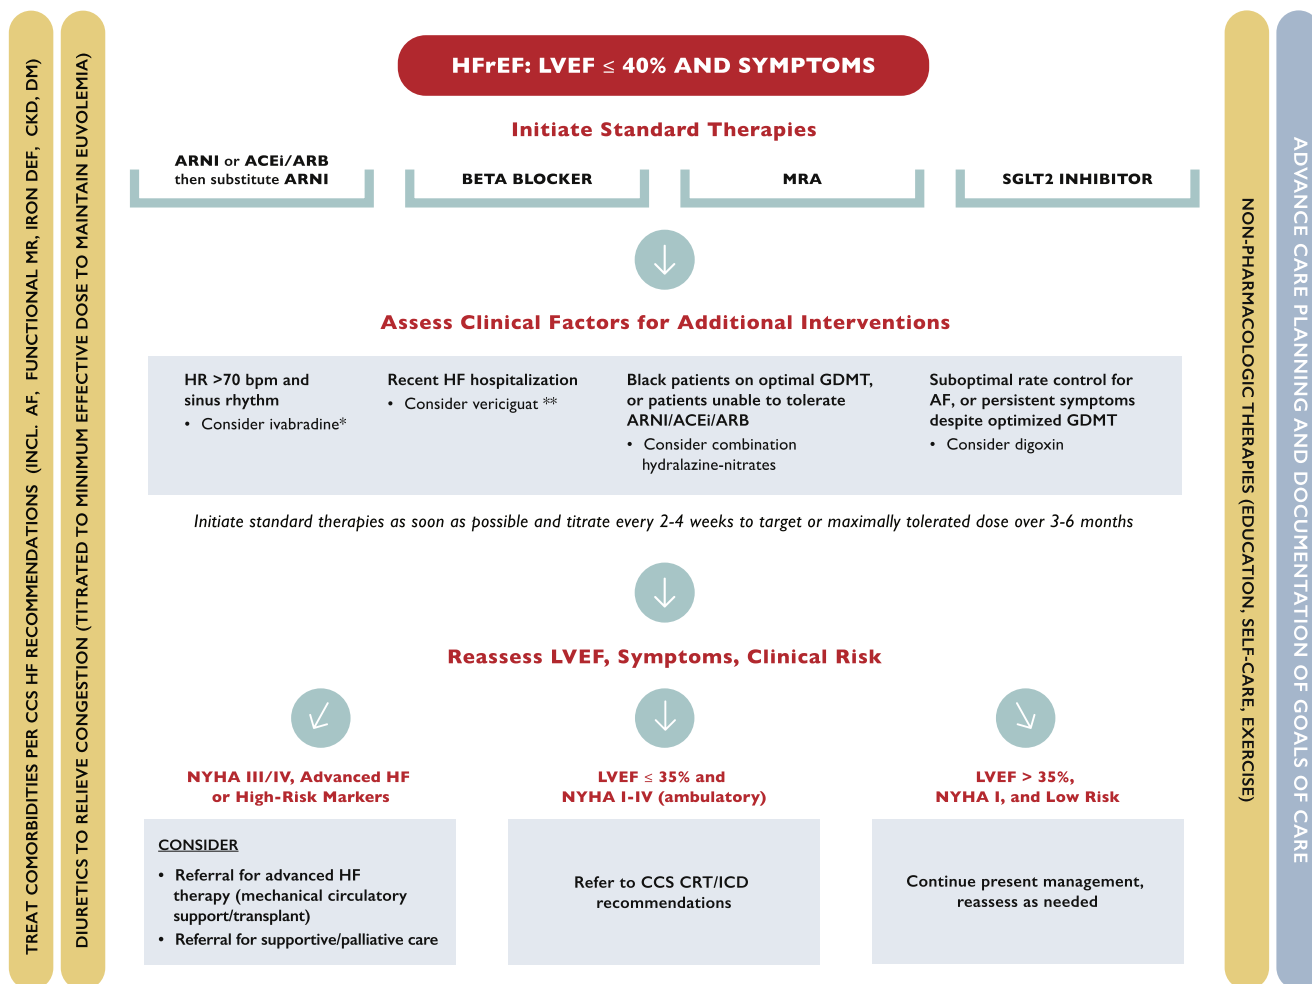 TREAT COMORBIDITIES PER CCS HF RECOMMENDATIONS (INCL. AF, FUNCTIONAL MR, IRON DEF, CKD, DM)
DIURETICS TO RELIEVE CONGESTION (TITRATED TO MINIMUM EFFECTIVE DOSE TO MAINTAIN EUVOLEMIA)
HFrEF: LVEF ≤ 40% AND SYMPTOMS
Initiate Standard Therapies
ARNI or ACEi/ARB
then substitute ARNI
BETA BLOCKER
MRA
SGLT2 INHIBITOR
Assess Clinical Factors for Additional Interventions
HR >70 bpm and
sinus rhythm
• Consider ivabradine*
Recent HF hospitalization
• Consider vericiguat **
Black patients on optimal GDMT,
or patients unable to tolerate
ARNI/ACEi/ARB
• Consider combination
hydralazine-nitrates
Suboptimal rate control for
AF, or persistent symptoms
despite optimized GDMT
• Consider digoxin
Initiate standard therapies as soon as possible and titrate every 2-4 weeks to target or maximally tolerated dose over 3-6 months
Reassess LVEF, Symptoms, Clinical Risk
NYHA III/IV, Advanced HF
or High-Risk Markers
CONSIDER
• Referral for advanced HF
therapy (mechanical circulatory
support/transplant)
• Referral for supportive/palliative care
LVEF ≤ 35% and
NYHA I-IV (ambulatory)
Refer to CCS CRT/ICD
recommendations
LVEF > 35%,
NYHA I, and Low Risk
Continue present management,
reassess as needed
NON-PHARMACOLOGIC THERAPIES (EDUCATION, SELF-CARE, EXERCISE)
ADVANCE CARE PLANNING AND DOCUMENTATION OF GOALS OF CARE